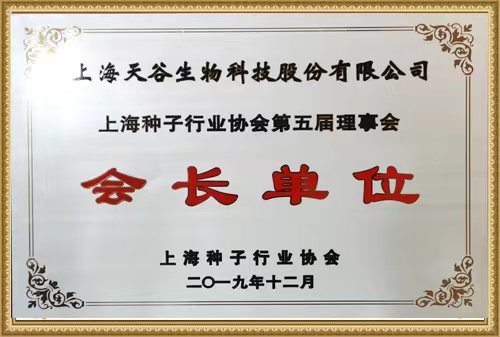 上海天谷生物科技股份有限公司
上海种子行业协会第五届理事会
会长单位
上海种子行业协会
二〇一九年十二月